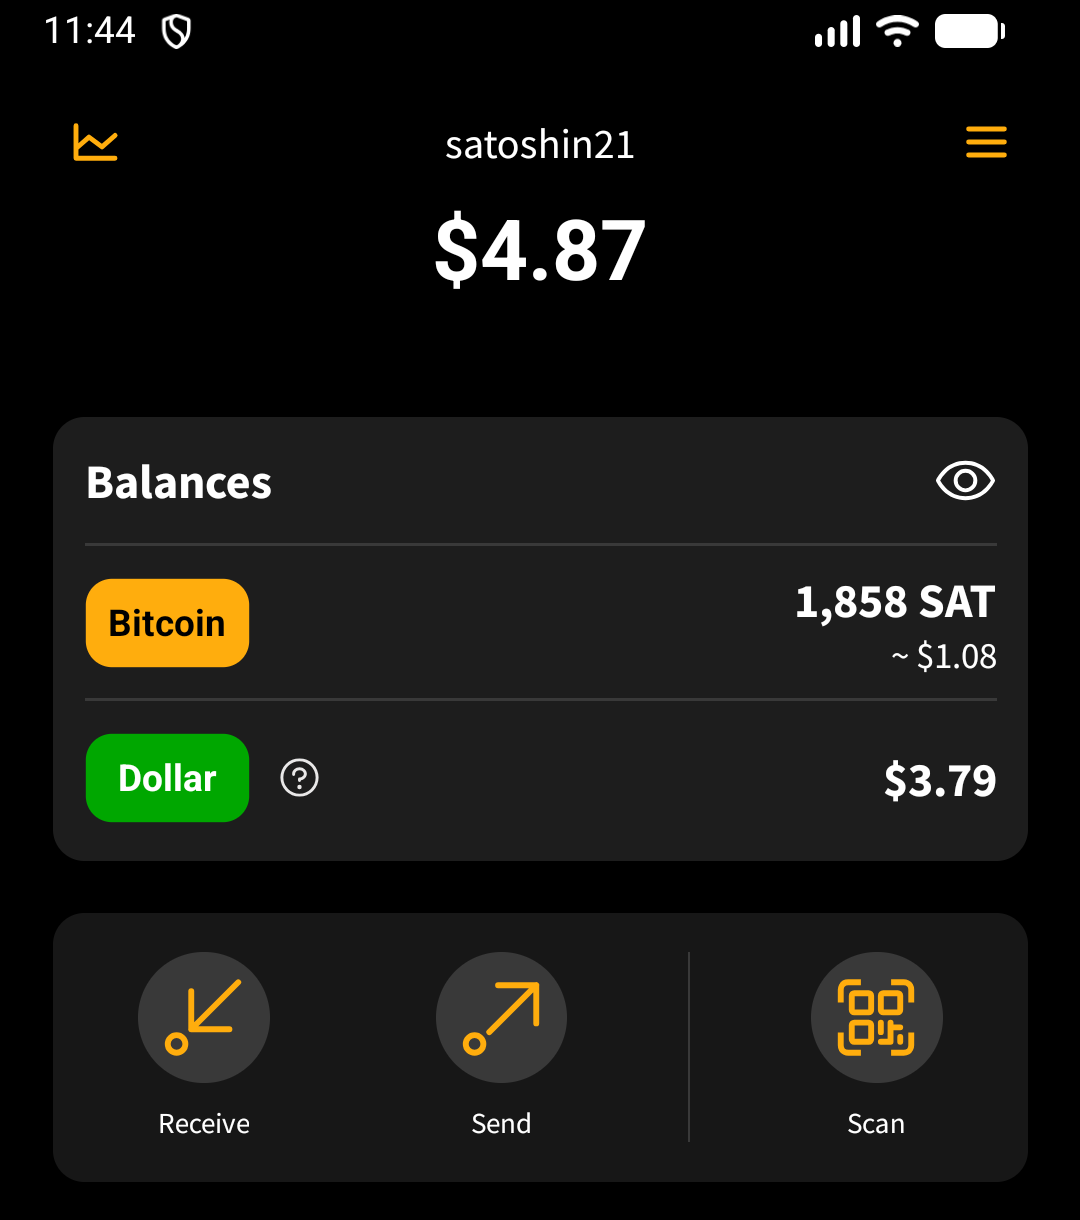 11:44
satoshin21
$4.87
Balances
Bitcoin
1,858 SAT
~ $1.08
Dollar
$3.79
Receive
Send
Scan